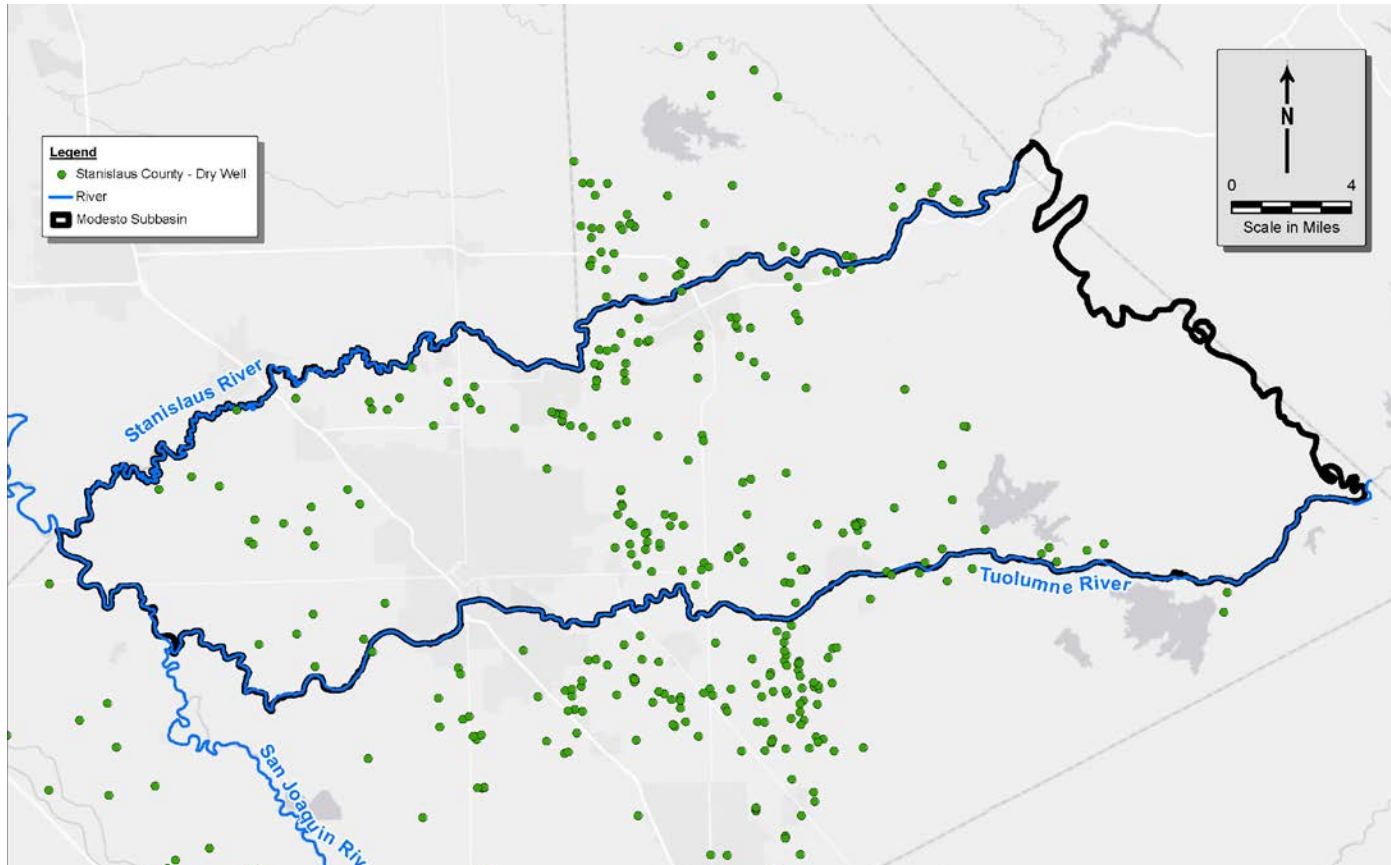 Legend
Stanislaus County - Dry Well
River
Modesto Subbasin
N
0 4
Scale in Miles
Stanislaus River
Tuolumne River
San Joaquin Riv